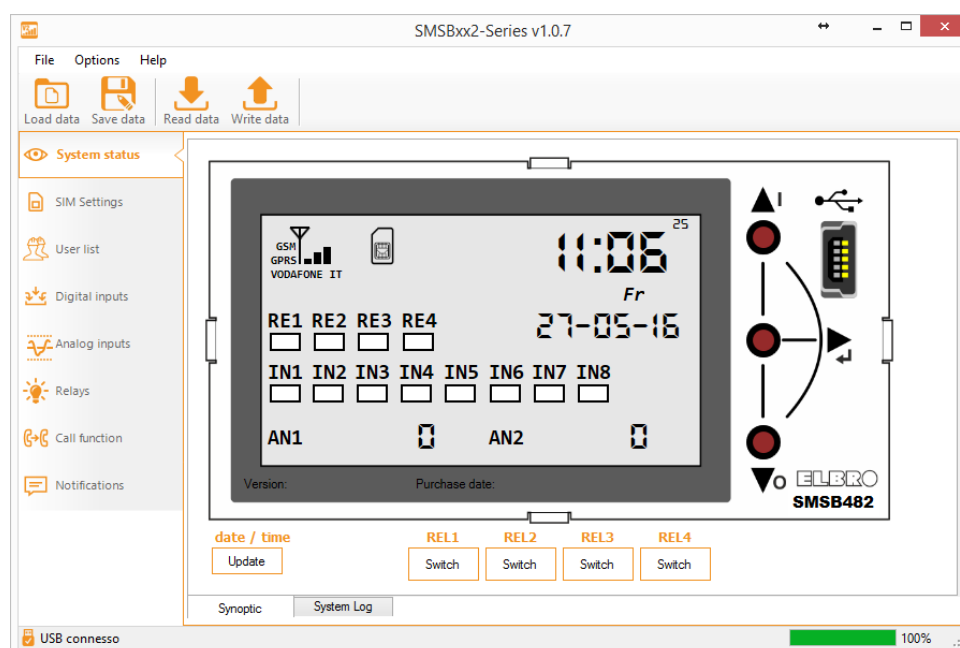 SMSBxx2-Series v1.0.7
File Options Help
Load data Save data Read data Write data
System status
SIM Settings
User list
Digital inputs
Analog inputs
Relays
Call function
Notifications
GSM
GPRS
VODAFONE IT
11:06 25
Fr
27-05-16
RE1 RE2 RE3 RE4
IN1 IN2 IN3 IN4 IN5 IN6 IN7 IN8
AN1 0 AN2 0
Version: Purchase date:
I
O
ELBRO
SMSB482
date / time REL1 REL2 REL3 REL4
Update Switch Switch Switch Switch
Synoptic System Log
USB connesso 100%